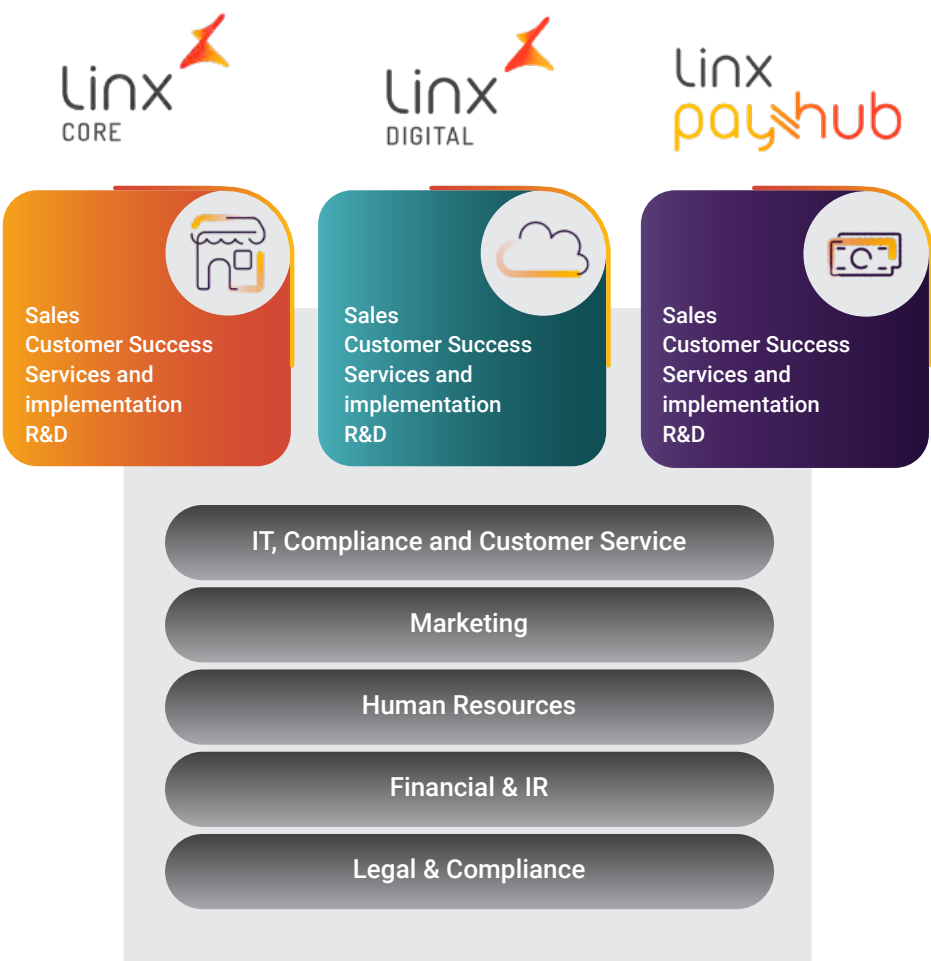 Linx
CORE
Linx
DIGITAL
Linx
payhub
Sales
Customer Success
Services and
implementation
R&D
Sales
Customer Success
Services and
implementation
R&D
Sales
Customer Success
Services and
implementation
R&D
IT, Compliance and Customer Service
Marketing
Human Resources
Financial & IR
Legal & Compliance